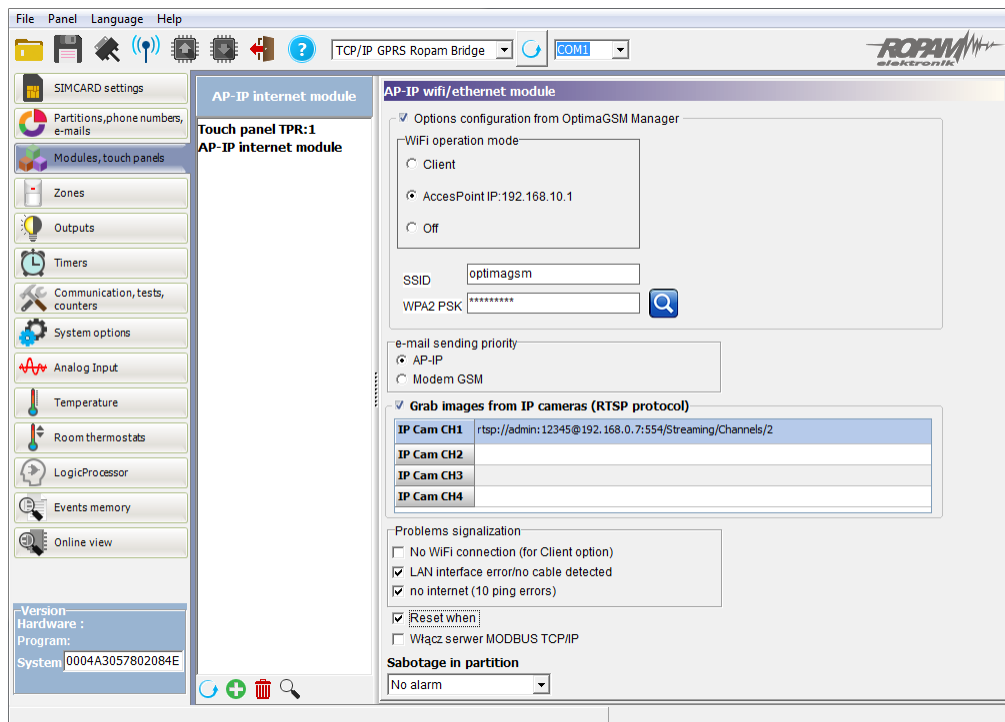 File Panel Language Help
TCP/IP GPRS Ropam Bridge
COM1
ROPAM
elektronik
SIMCARD settings
Partitions,phone numbers,
e-mails
Modules, touch panels
Zones
Outputs
Timers
Communication, tests,
counters
System options
Analog Input
Temperature
Room thermostats
LogicProcessor
Events memory
Online view
Version
Hardware :
Program:
System 0004A3057802084E
AP-IP internet module
Touch panel TPR:1
AP-IP internet module
AP-IP wifi/ethernet module
Options configuration from OptimaGSM Manager
WiFi operation mode
Client
AccesPoint IP:192.168.10.1
Off
SSID optimagsm
WPA2 PSK *********
e-mail sending priority
AP-IP
Modem GSM
Grab images from IP cameras (RTSP protocol)
IP Cam CH1 rtsp://admin:12345@192.168.0.7:554/Streaming/Channels/2
IP Cam CH2
IP Cam CH3
IP Cam CH4
Problems signalization
No WiFi connection (for Client option)
LAN interface error/no cable detected
no internet (10 ping errors)
Reset when
Włącz serwer MODBUS TCP/IP
Sabotage in partition
No alarm